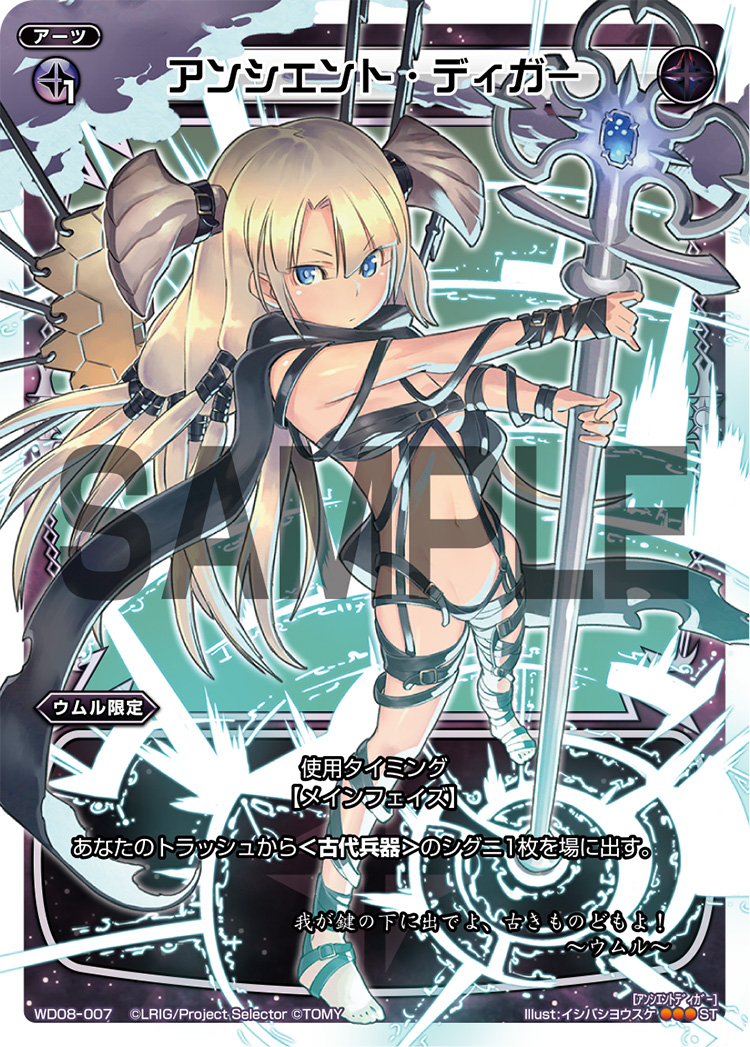 アーツ
アンシエント・ディガー
1
SAMPLE
ウムル限定
使用タイミング
【メインフェイズ】
あなたのトラッシュから＜古代兵器＞のシグニ1枚を場に出す。
我が鍵の下に出でよ、古きものどもよ！
～ウムル～
[アンシエントディガー]
WD08-007 ©LRIG/Project Selector ©TOMY Illust:イシバシヨウスケ ST